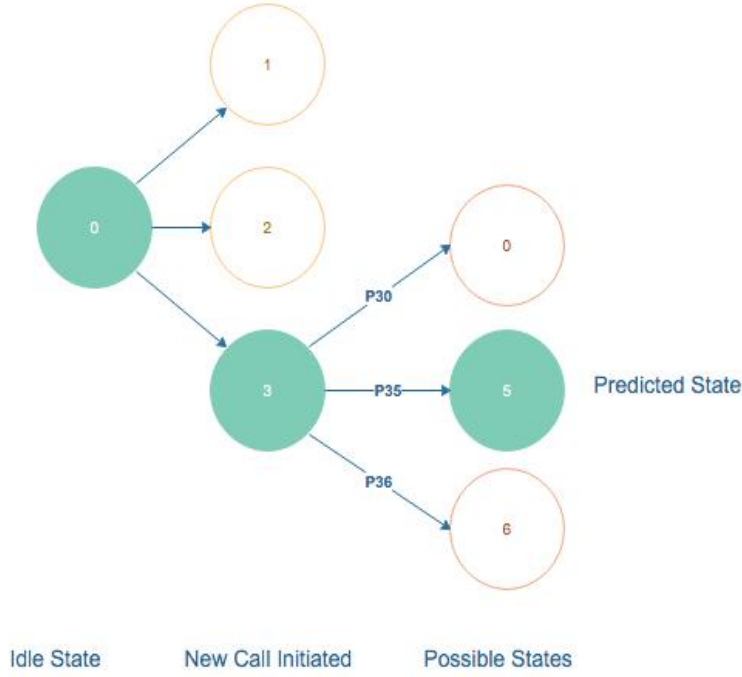 1
0
2
0
P30
3
P35
5
Predicted State
P36
6
Idle State
New Call Initiated
Possible States